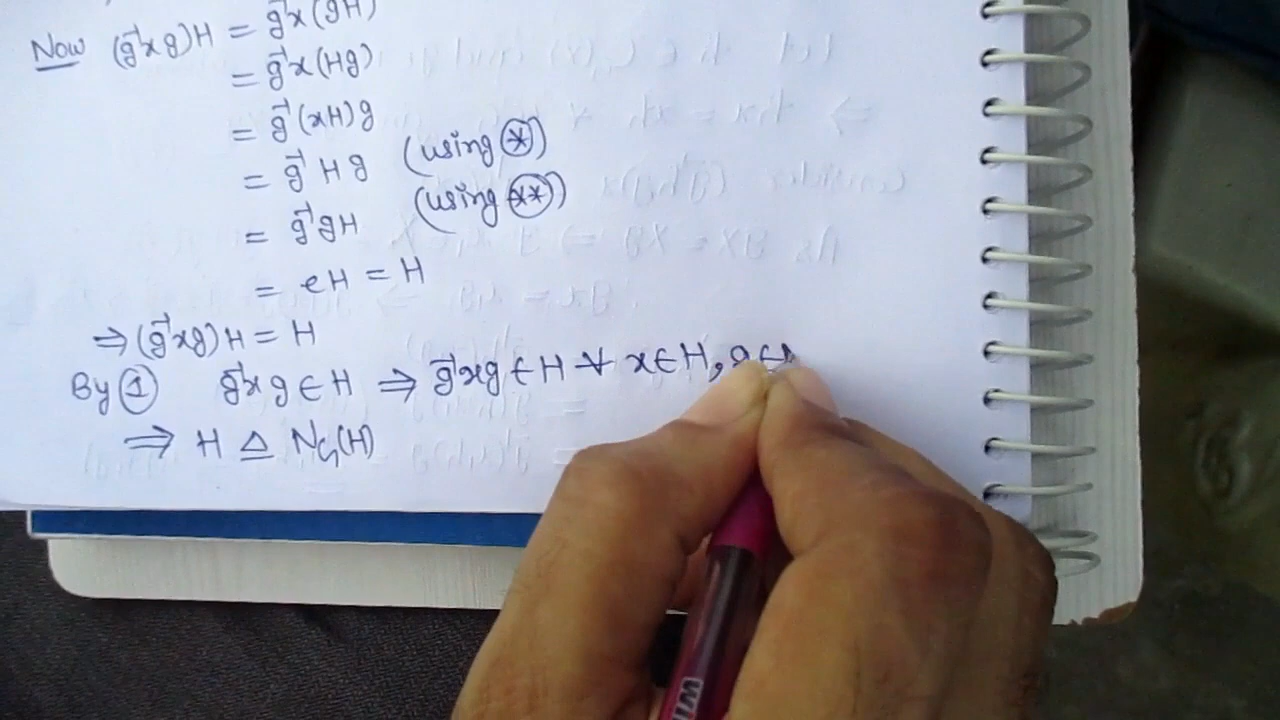 Now (g⁻¹xg)H = g⁻¹x(gH)
= g⁻¹x(Hg)
= g⁻¹(xH)g
= g⁻¹Hg (using ⊛)
= g⁻¹gH (using (**))
= eH = H
⇒ (g⁻¹xg)H = H
By ① g⁻¹xg ∈ H ⇒ g⁻¹xg ∈ H ∀ x ∈ H, g ∈
⇒ H ⊴ N_G(H)